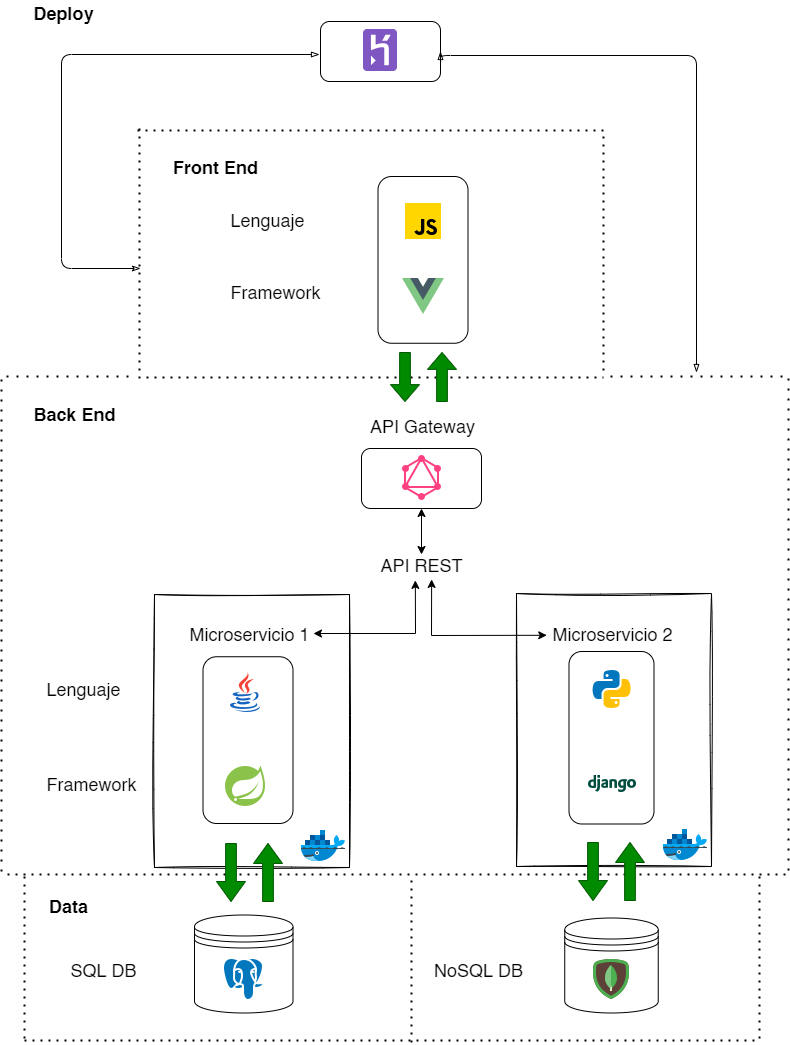 Deploy
Front End
Lenguaje
JS
Framework
Back End
API Gateway
API REST
Microservicio 1
Microservicio 2
Lenguaje
Framework
django
Data
SQL DB
NoSQL DB